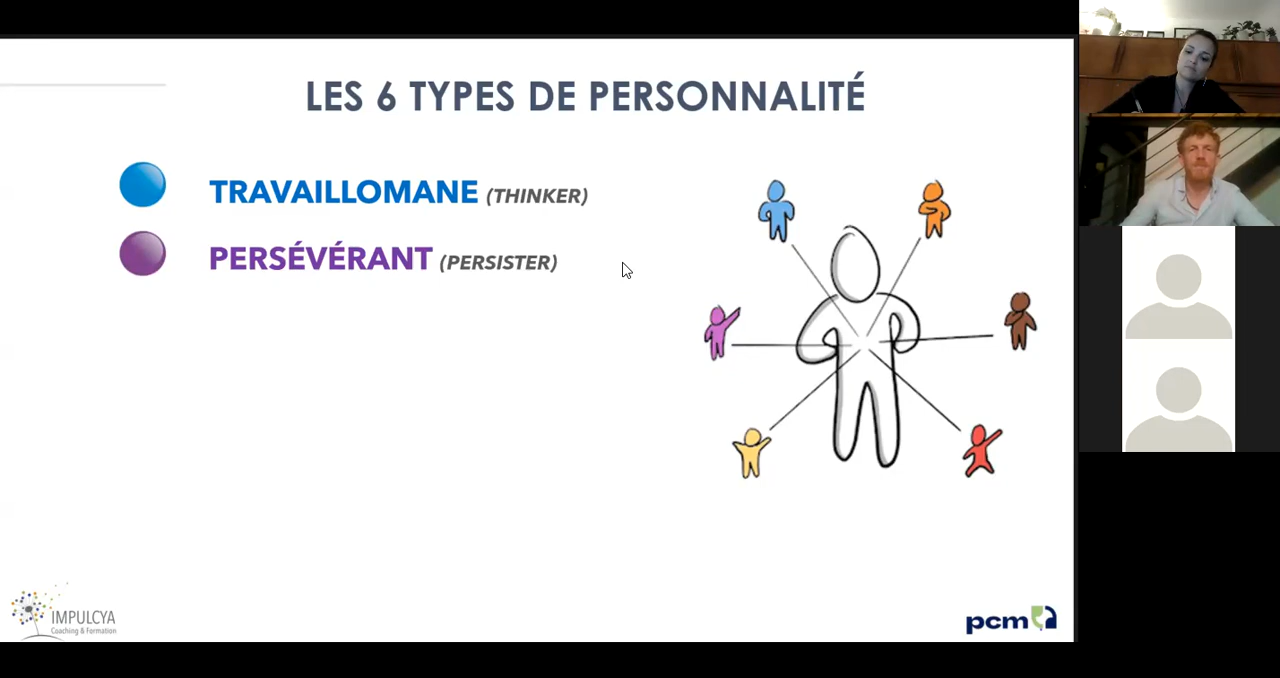 LES 6 TYPES DE PERSONNALITÉ
TRAVAILLOMANE (THINKER)
PERSÉVÉRANT (PERSISTER)
IMPULCYA
Coaching & Formation
pcm